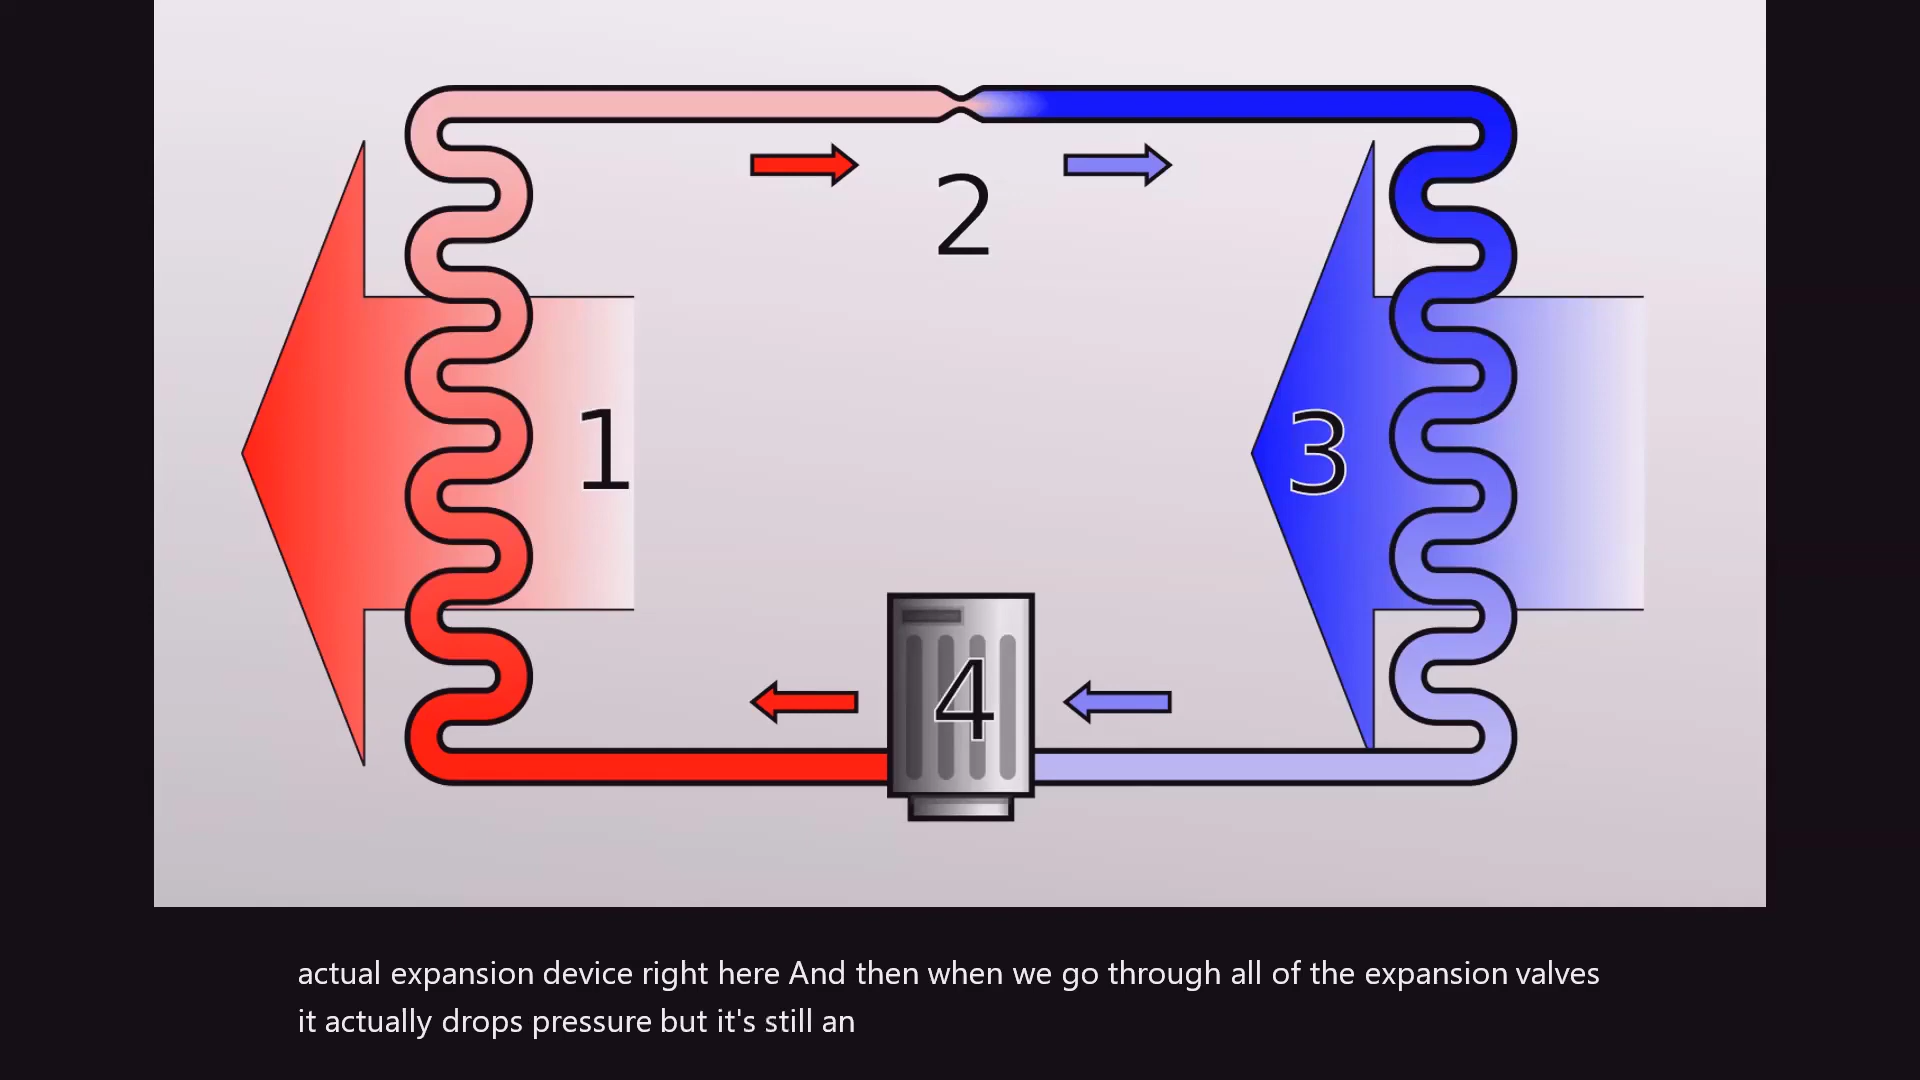 2
1
3
4
actual expansion device right here And then when we go through all of the expansion valves
it actually drops pressure but it's still an